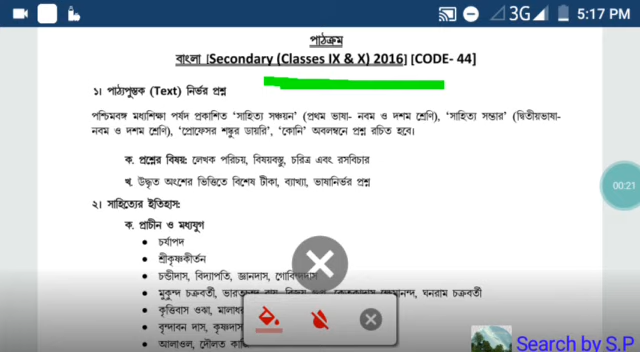 3G 5:17 PM
পাঠক্রম
বাংলা [Secondary (Classes IX & X) 2016] [CODE- 44]
১। পাঠ্যপুস্তক (Text) নির্ভর প্রশ্ন
পশ্চিমবঙ্গ মধ্যশিক্ষা পর্ষদ প্রকাশিত ‘সাহিত্য সঞ্চয়ন’ (প্রথম ভাষা- নবম ও দশম শ্রেণি), ‘সাহিত্য সম্ভার’ (দ্বিতীয়ভাষা-
নবম ও দশম শ্রেণি), ‘প্রোফেসর শঙ্কুর ডায়রি’, ‘কোনি’ অবলম্বনে প্রশ্ন রচিত হবে।
ক. প্রশ্নের বিষয়: লেখক পরিচয়, বিষয়বস্তু, চরিত্র এবং রসবিচার
খ. উদ্ধৃত অংশের ভিত্তিতে বিশেষ টীকা, ব্যাখ্যা, ভাষানির্ভর প্রশ্ন
00:21
২। সাহিত্যের ইতিহাস:
ক. প্রাচীন ও মধ্যযুগ
• চর্যাপদ
• শ্রীকৃষ্ণকীর্তন
• চণ্ডীদাস, বিদ্যাপতি, জ্ঞানদাস, গোবিন্দদাস
• মুকুন্দ চক্রবর্তী, ঘনরাম চক্রবর্তী
• কৃত্তিবাস ওঝা, মালাধর
• বৃন্দাবন দাস, কৃষ্ণদাস
• আলাওল, দৌলত
Search by S.P